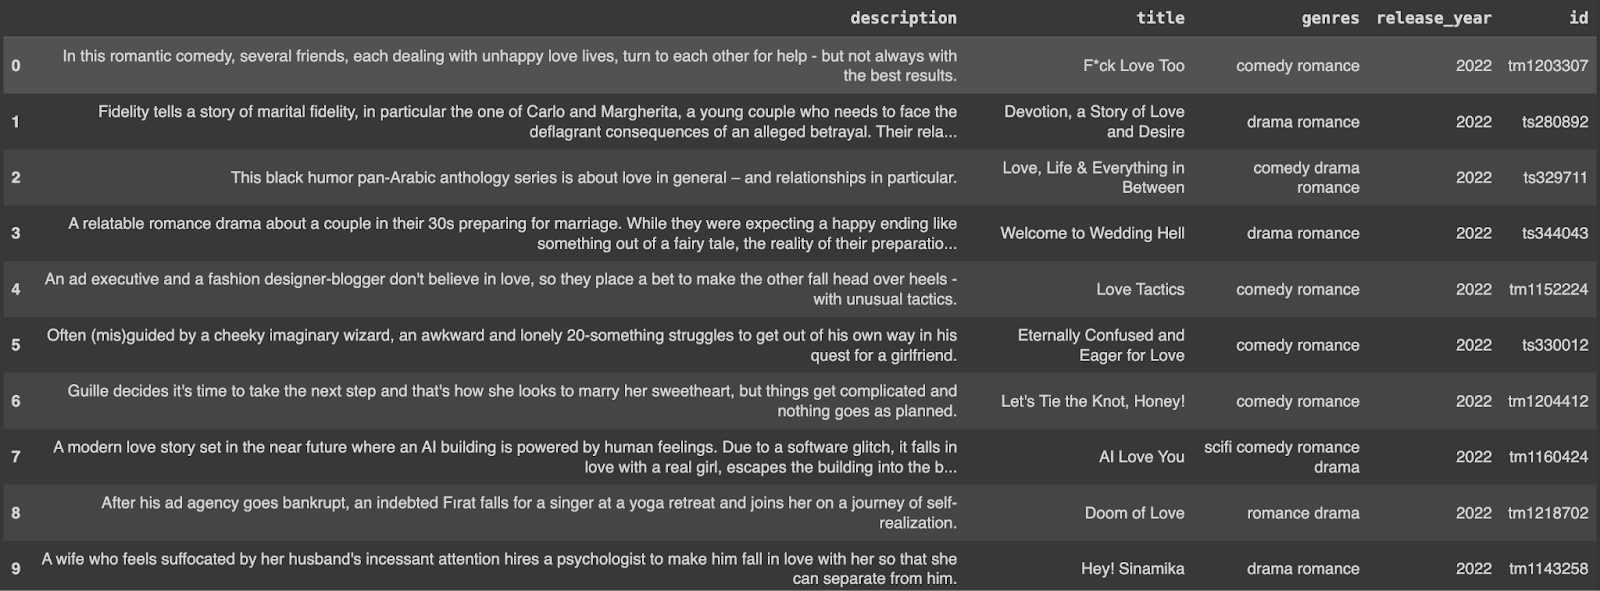 description title genres release_year id
0 In this romantic comedy, several friends, each dealing with unhappy love lives, turn to each other for help - but not always with
the best results. F*ck Love Too comedy romance 2022 tm1203307
1 Fidelity tells a story of marital fidelity, in particular the one of Carlo and Margherita, a young couple who needs to face the
deflagrant consequences of an alleged betrayal. Their rela... Devotion, a Story of Love
and Desire drama romance 2022 ts280892
2 This black humor pan-Arabic anthology series is about love in general – and relationships in particular. Love, Life & Everything in
Between comedy drama
romance 2022 ts329711
3 A relatable romance drama about a couple in their 30s preparing for marriage. While they were expecting a happy ending like
something out of a fairy tale, the reality of their preparatio... Welcome to Wedding Hell drama romance 2022 ts344043
4 An ad executive and a fashion designer-blogger don't believe in love, so they place a bet to make the other fall head over heels -
with unusual tactics. Love Tactics comedy romance 2022 tm1152224
5 Often (mis)guided by a cheeky imaginary wizard, an awkward and lonely 20-something struggles to get out of his own way in his
quest for a girlfriend. Eternally Confused and
Eager for Love comedy romance 2022 ts330012
6 Guille decides it's time to take the next step and that's how she looks to marry her sweetheart, but things get complicated and
nothing goes as planned. Let's Tie the Knot, Honey! comedy romance 2022 tm1204412
7 A modern love story set in the near future where an AI building is powered by human feelings. Due to a software glitch, it falls in
love with a real girl, escapes the building into the b... AI Love You scifi comedy romance
drama 2022 tm1160424
8 After his ad agency goes bankrupt, an indebted Fırat falls for a singer at a yoga retreat and joins her on a journey of self-
realization. Doom of Love romance drama 2022 tm1218702
9 A wife who feels suffocated by her husband's incessant attention hires a psychologist to make him fall in love with her so that she
can separate from him. Hey! Sinamika drama romance 2022 tm1143258